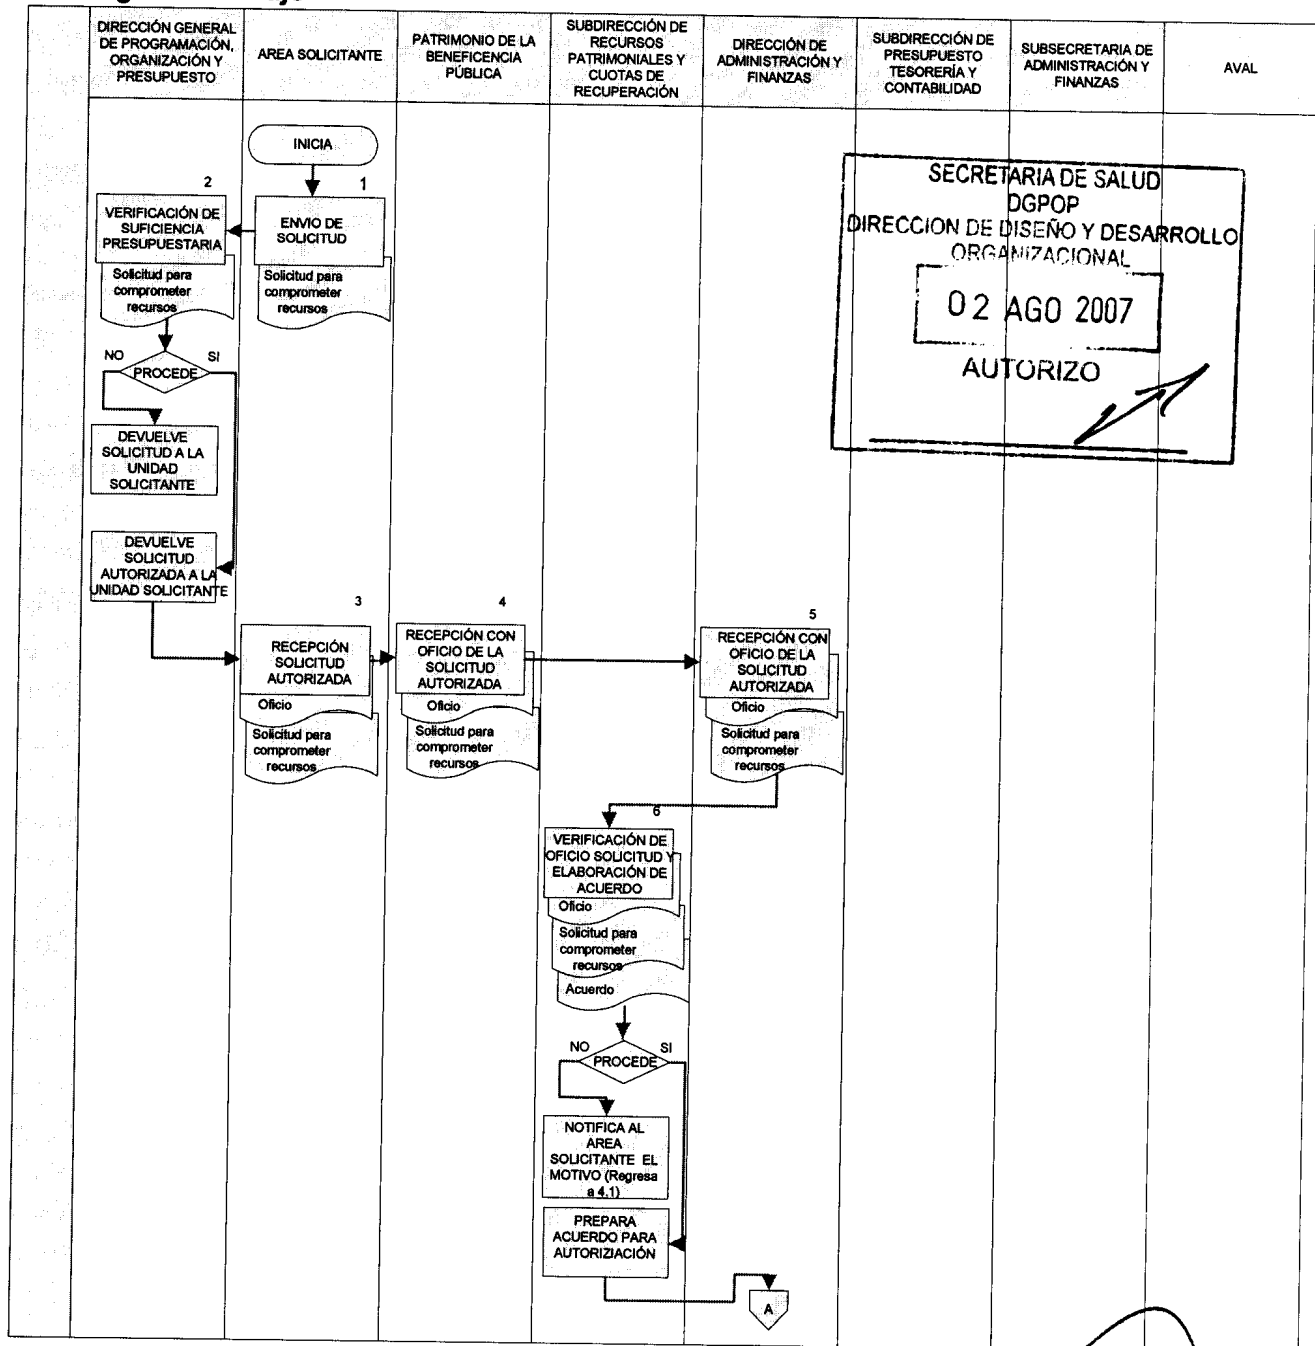 DIRECCIÓN GENERAL
DE PROGRAMACIÓN,
ORGANIZACIÓN Y
PRESUPUESTO
AREA SOLICITANTE
PATRIMONIO DE LA
BENEFICENCIA
PÚBLICA
SUBDIRECCIÓN DE
RECURSOS
PATRIMONIALES Y
CUOTAS DE
RECUPERACIÓN
DIRECCIÓN DE
ADMINISTRACIÓN Y
FINANZAS
SUBDIRECCIÓN DE
PRESUPUESTO
TESORERÍA Y
CONTABILIDAD
SUBSECRETARIA DE
ADMINISTRACIÓN Y
FINANZAS
AVAL
SECRETARIA DE SALUD
DGPOP
DIRECCION DE DISEÑO Y DESARROLLO
ORGANIZACIONAL
02 AGO 2007
AUTORIZO
INICIA
1
ENVIO DE
SOLICITUD
Solicitud para
comprometer
recursos
2
VERIFICACIÓN DE
SUFICIENCIA
PRESUPUESTARIA
Solicitud para
comprometer
recursos
NO
PROCEDE
SI
DEVUELVE
SOLICITUD A LA
UNIDAD
SOLICITANTE
DEVUELVE
SOLICITUD
AUTORIZADA A LA
UNIDAD SOLICITANTE
3
RECEPCIÓN
SOLICITUD
AUTORIZADA
Oficio
Solicitud para
comprometer
recursos
4
RECEPCIÓN CON
OFICIO DE LA
SOLICITUD
AUTORIZADA
Oficio
Solicitud para
comprometer
recursos
5
RECEPCIÓN CON
OFICIO DE LA
SOLICITUD
AUTORIZADA
Oficio
Solicitud para
comprometer
recursos
6
VERIFICACIÓN DE
OFICIO SOLICITUD Y
ELABORACIÓN DE
ACUERDO
Oficio
Solicitud para
comprometer
recursos
Acuerdo
NO
PROCEDE
SI
NOTIFICA AL
AREA
SOLICITANTE EL
MOTIVO (Regresa
a 4.1)
PREPARA
ACUERDO PARA
AUTORIZIACIÓN
A